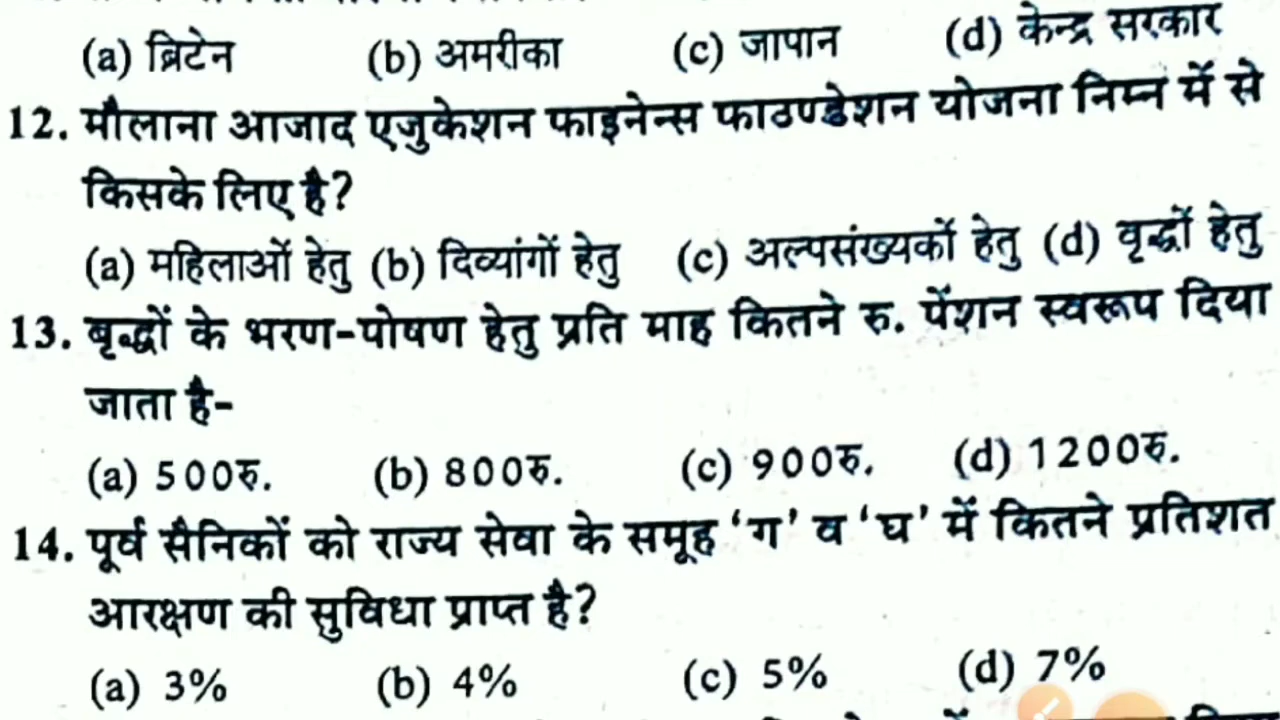 (a) ब्रिटेन (b) अमरीका (c) जापान (d) केन्द्र सरकार
12. मौलाना आजाद एजुकेशन फाइनेन्स फाउण्डेशन योजना निम्न में से
किसके लिए है?
(a) महिलाओं हेतु (b) दिव्यांगों हेतु (c) अल्पसंख्यकों हेतु (d) वृद्धों हेतु
13. बृद्धों के भरण-पोषण हेतु प्रति माह कितने रु. पेंशन स्वरूप दिया
जाता है-
(a) 500रु. (b) 800रु. (c) 900रु. (d) 1200रु.
14. पूर्व सैनिकों को राज्य सेवा के समूह ‘ग’ व ‘घ’ में कितने प्रतिशत
आरक्षण की सुविधा प्राप्त है?
(a) 3% (b) 4% (c) 5% (d) 7%